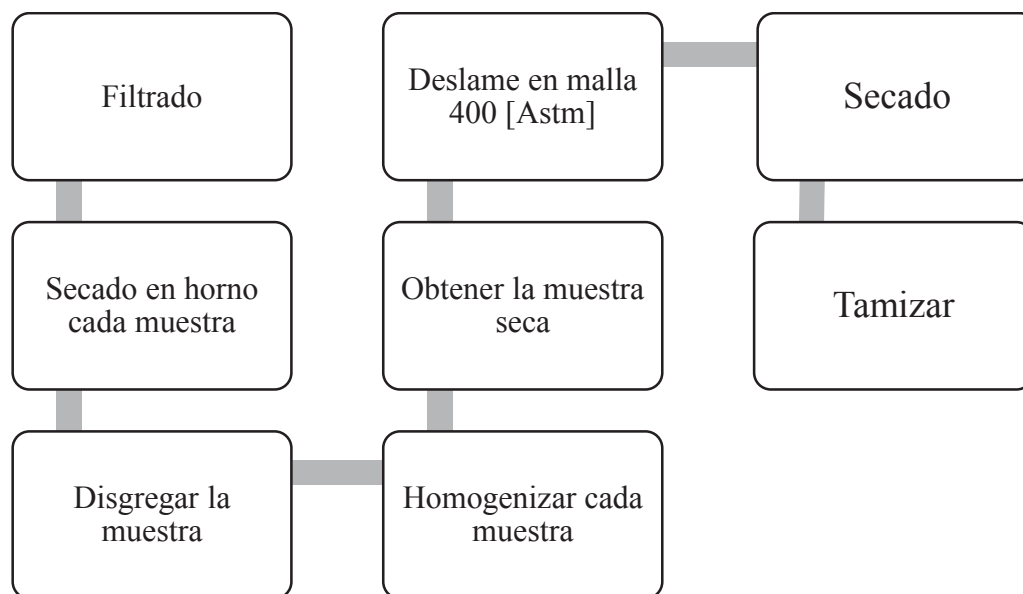 Filtrado
Secado en horno
cada muestra
Disgregar la
muestra
Homogenizar cada
muestra
Obtener la muestra
seca
Deslame en malla
400 [Astm]
Secado
Tamizar